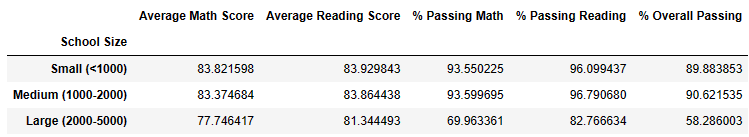 Average Math Score Average Reading Score % Passing Math % Passing Reading % Overall Passing
School Size
Small (<1000) 83.821598 83.929843 93.550225 96.099437 89.883853
Medium (1000-2000) 83.374684 83.864438 93.599695 96.790680 90.621535
Large (2000-5000) 77.746417 81.344493 69.963361 82.766634 58.286003